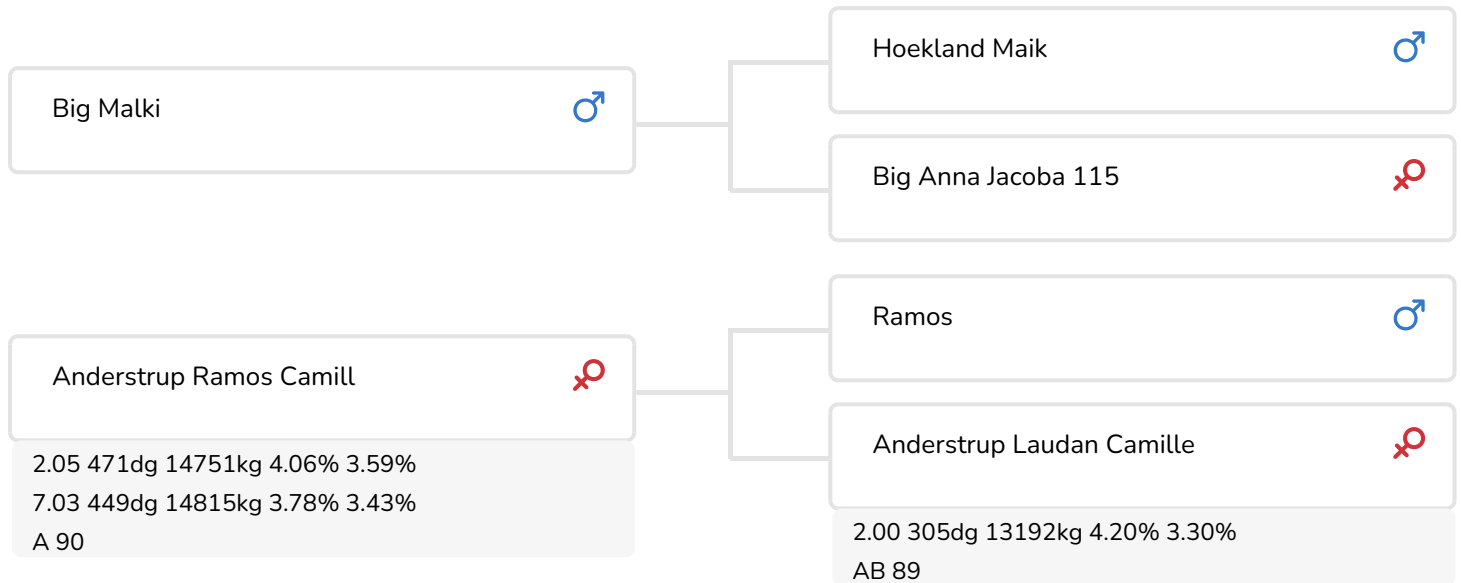 Big Malki
Anderstrup Ramos Camill
2.05 471dg 14751kg 4.06% 3.59%
7.03 449dg 14815kg 3.78% 3.43%
A 90
Hoekland Maik
Big Anna Jacoba 115
Ramos
Anderstrup Laudan Camille
2.00 305dg 13192kg 4.20% 3.30%
AB 89